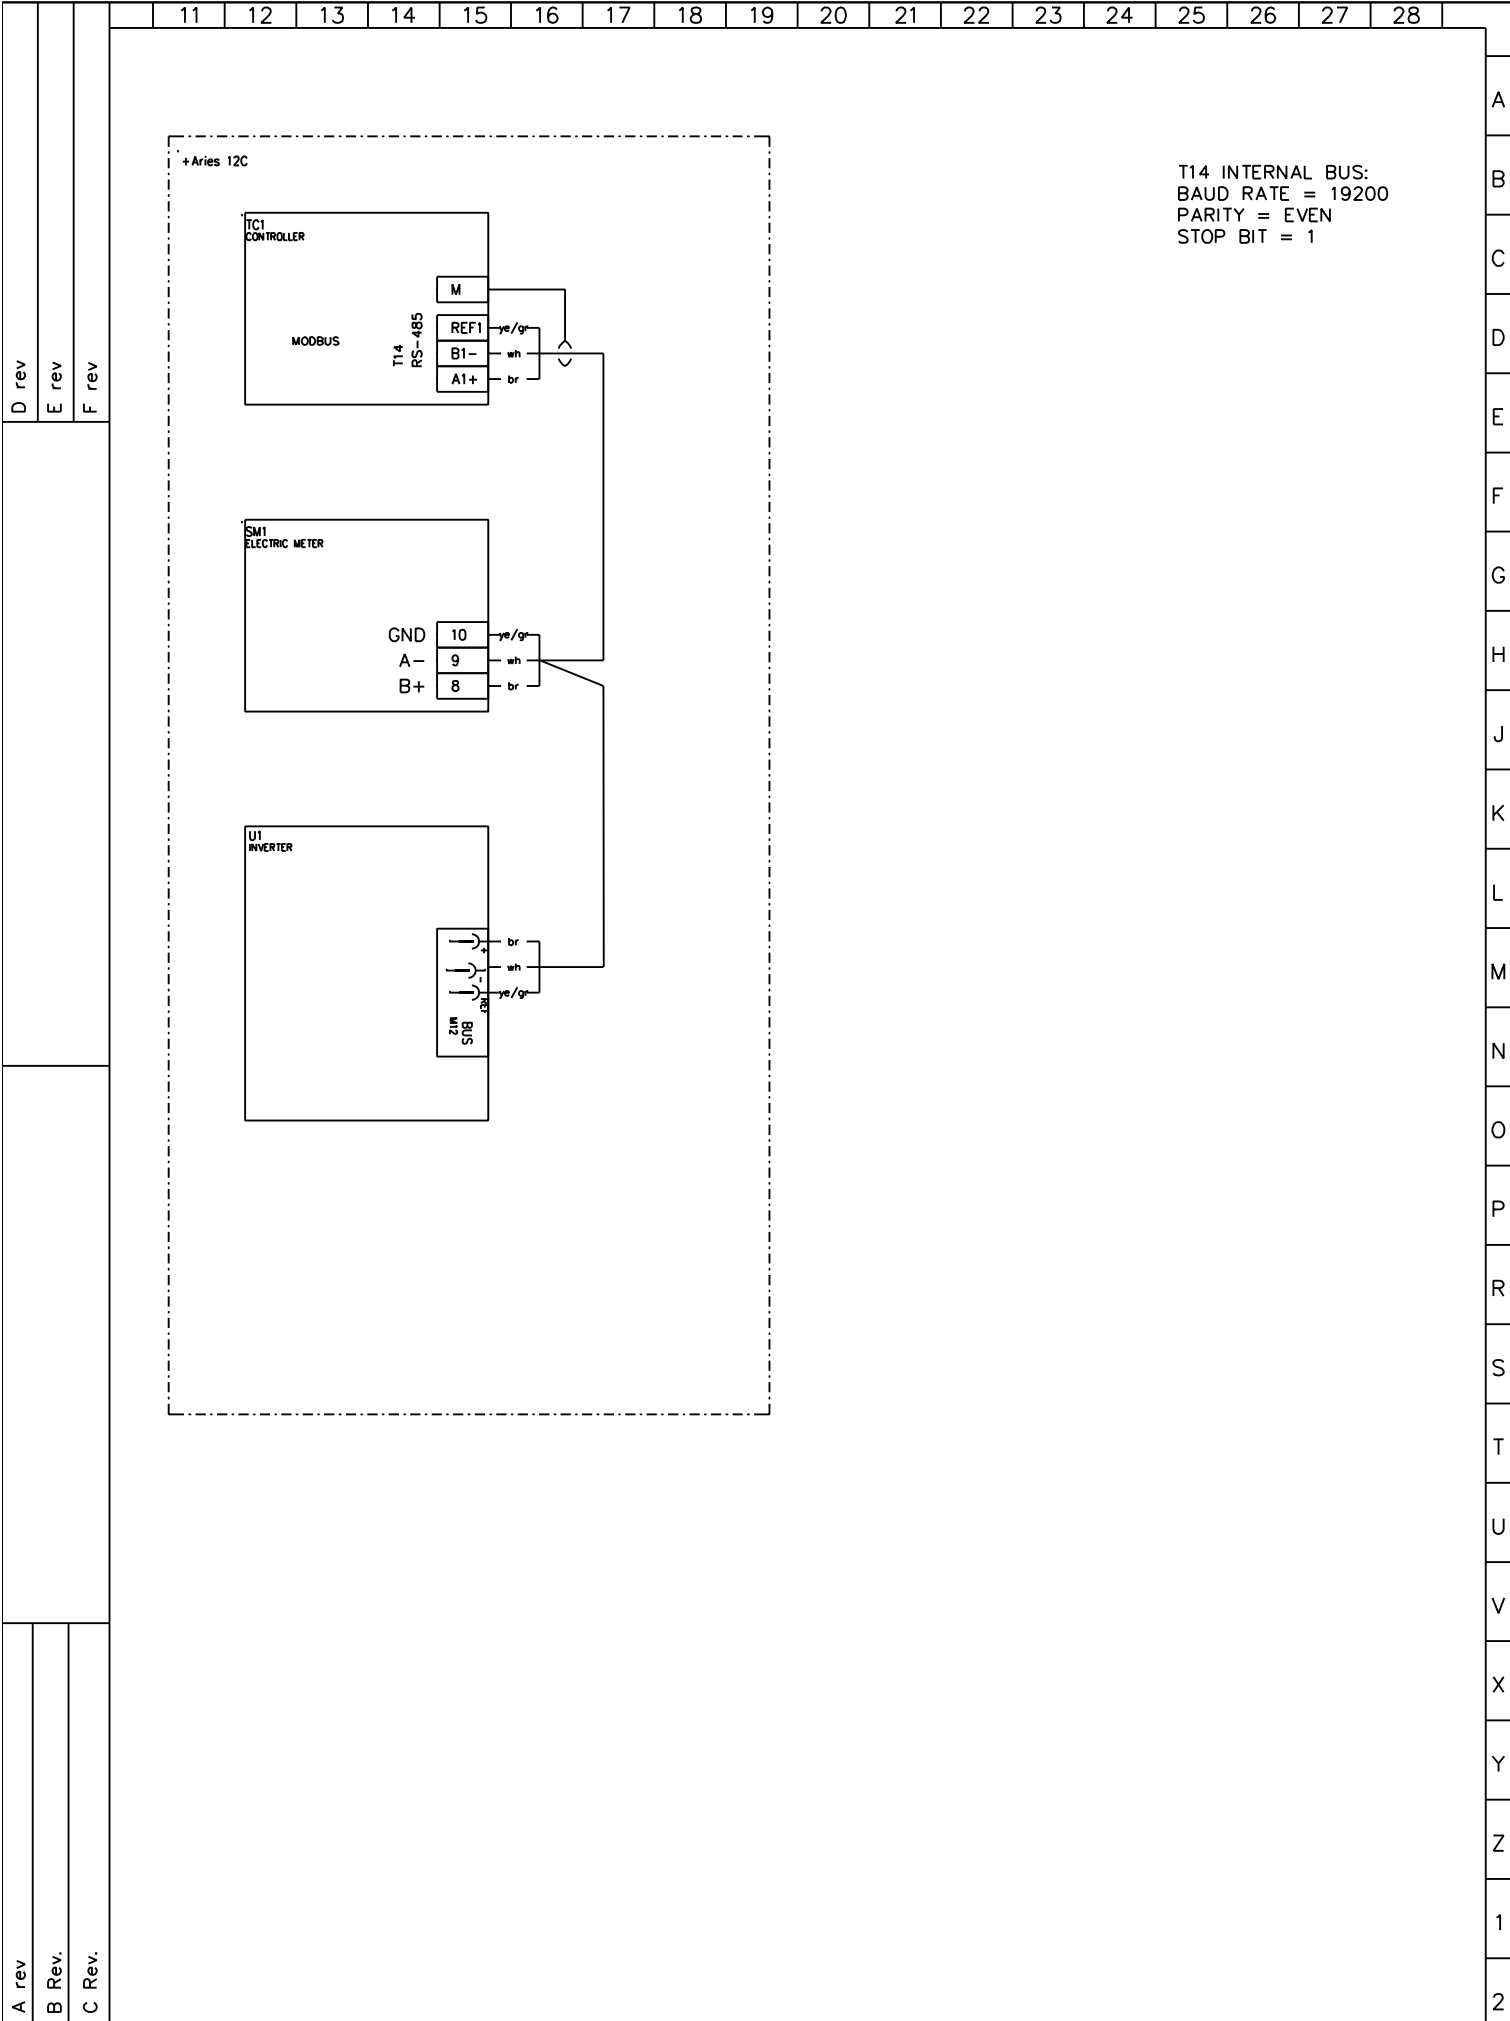 11 12 13 14 15 16 17 18 19 20 21 22 23 24 25 26 27 28
A
B
C
D
E
F
G
H
J
K
L
M
N
O
P
R
S
T
U
V
X
Y
Z
1
2
D rev
E rev
F rev
A rev
B Rev.
C Rev.
+Aries 12C
T14 INTERNAL BUS:
BAUD RATE = 19200
PARITY = EVEN
STOP BIT = 1
TC1
CONTROLLER
MODBUS
T14
RS-485
M
REF1 ye/gr
B1- wh
A1+ br
SM1
ELECTRIC METER
GND 10 ye/gr
A- 9 wh
B+ 8 br
U1
INVERTER
+ br
- wh
REF ye/gr
BUS
M12